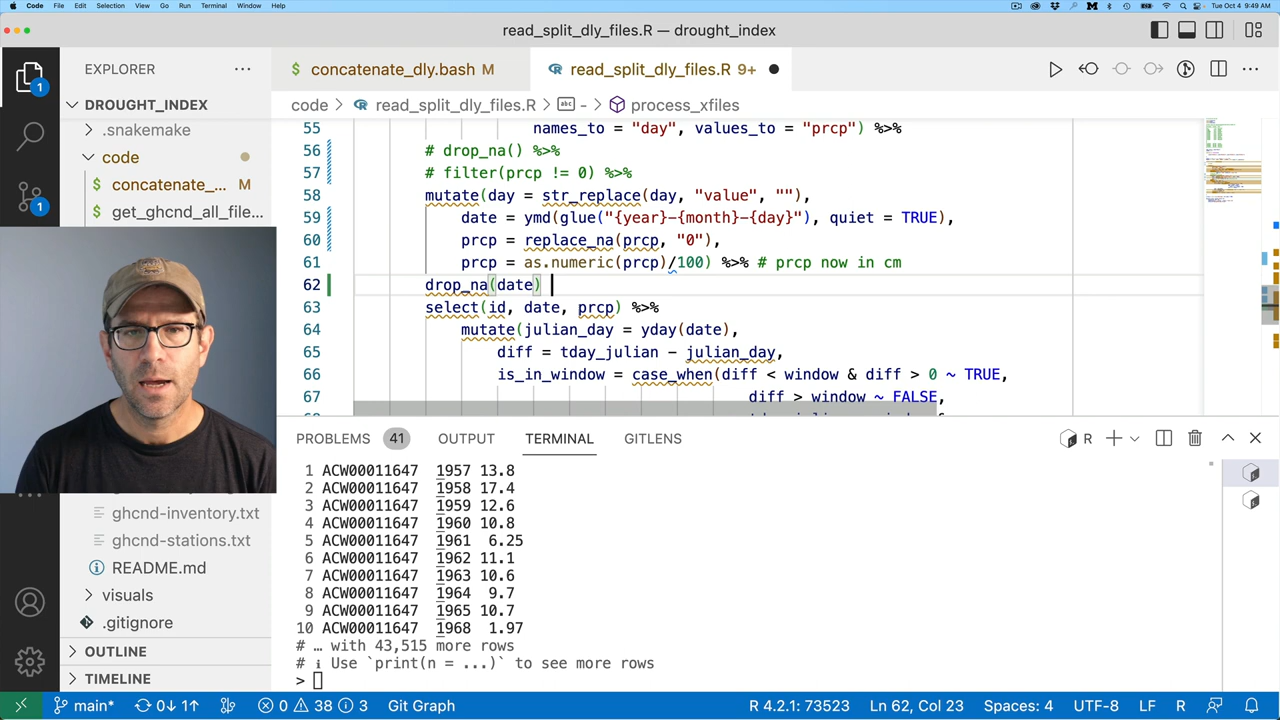 Code File Edit Selection View Go Run Terminal Window Help Tue Oct 4 9:49 AM
read_split_dly_files.R — drought_index
EXPLORER
$ concatenate_dly.bash M
read_split_dly_files.R 9+
1
DROUGHT_INDEX
code > read_split_dly_files.R > abc - > process_xfiles
.snakemake
code
$ concatenate_... M
$ get_ghcnd_all_file...
1
55 names_to = "day", values_to = "prcp") %>%
56 # drop_na() %>%
57 # filter(prcp != 0) %>%
58 mutate(day = str_replace(day, "value", ""),
59 date = ymd(glue("{year}-{month}-{day}"), quiet = TRUE),
60 prcp = replace_na(prcp, "0"),
61 prcp = as.numeric(prcp)/100) %>% # prcp now in cm
62 drop_na(date)
63 select(id, date, prcp) %>%
64 mutate(julian_day = yday(date),
65 diff = tday_julian - julian_day,
66 is_in_window = case_when(diff < window & diff > 0 ~ TRUE,
67 diff > window ~ FALSE,
PROBLEMS 41 OUTPUT TERMINAL GITLENS R
1 ACW00011647 1957 13.8
2 ACW00011647 1958 17.4
3 ACW00011647 1959 12.6
4 ACW00011647 1960 10.8
5 ACW00011647 1961 6.25
6 ACW00011647 1962 11.1
7 ACW00011647 1963 10.6
8 ACW00011647 1964 9.7
9 ACW00011647 1965 10.7
10 ACW00011647 1968 1.97
# … with 43,515 more rows
# ℹ Use `print(n = ...)` to see more rows
>
ghcnd-inventory.txt
ghcnd-stations.txt
README.md
visuals
.gitignore
OUTLINE
TIMELINE
main* 0↓ 1↑ 0 38 3 Git Graph R 4.2.1: 73523 Ln 62, Col 23 Spaces: 4 UTF-8 LF R